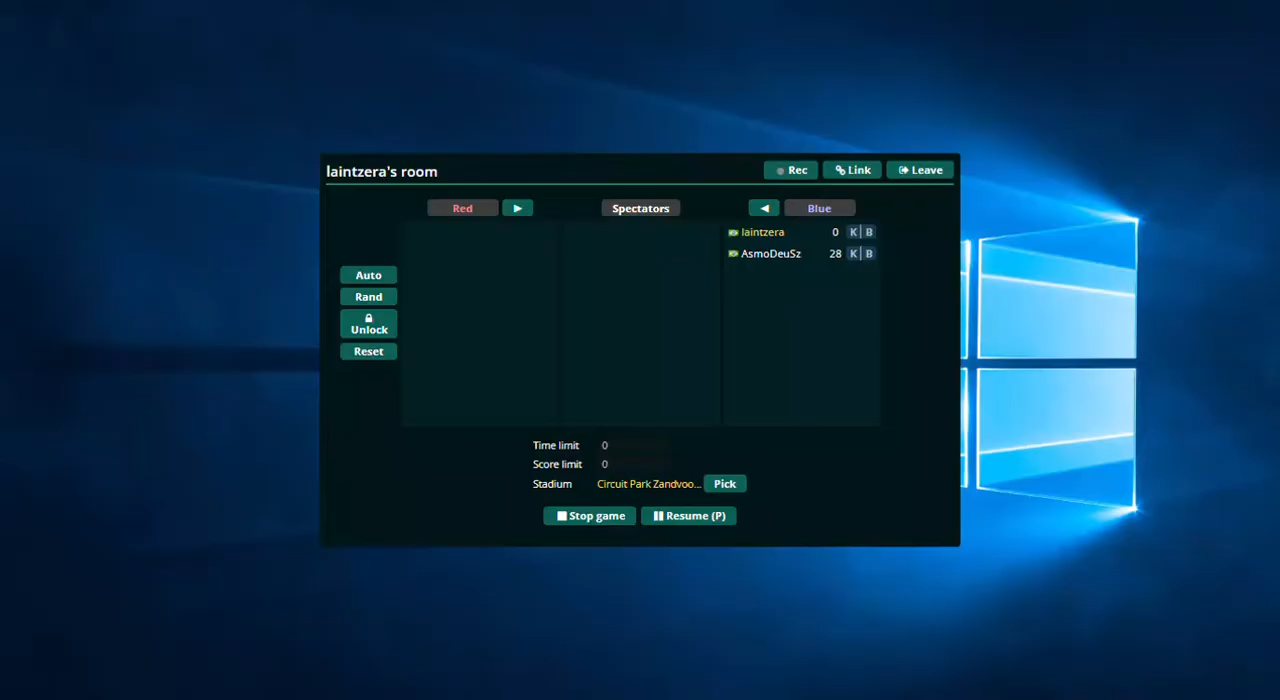 laintzera's room
Rec
Link
Leave
Red
Spectators
Blue
laintzera 0 K B
AsmoDeuSz 28 K B
Auto
Rand
Unlock
Reset
Time limit 0
Score limit 0
Stadium Circuit Park Zandvoo... Pick
Stop game
Resume (P)